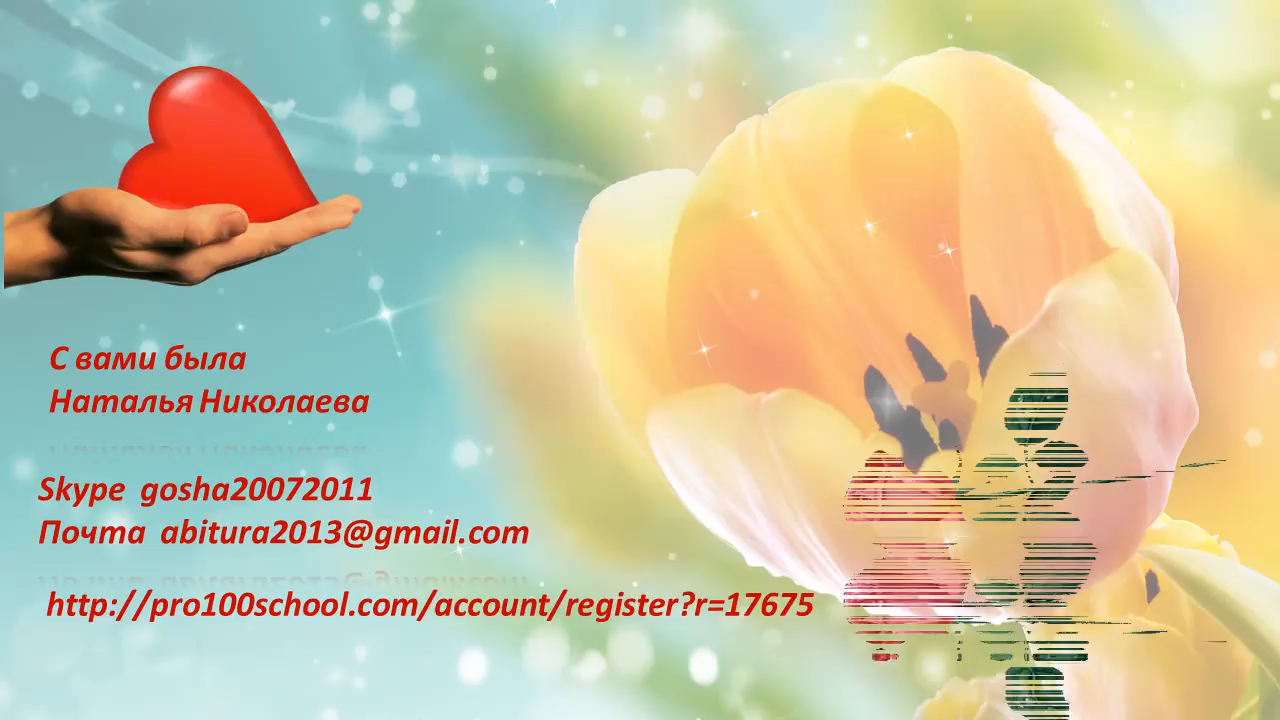 С вами была
Наталья Николаева
Skype gosha20072011
Почта abitura2013@gmail.com
http://pro100school.com/account/register?r=17675